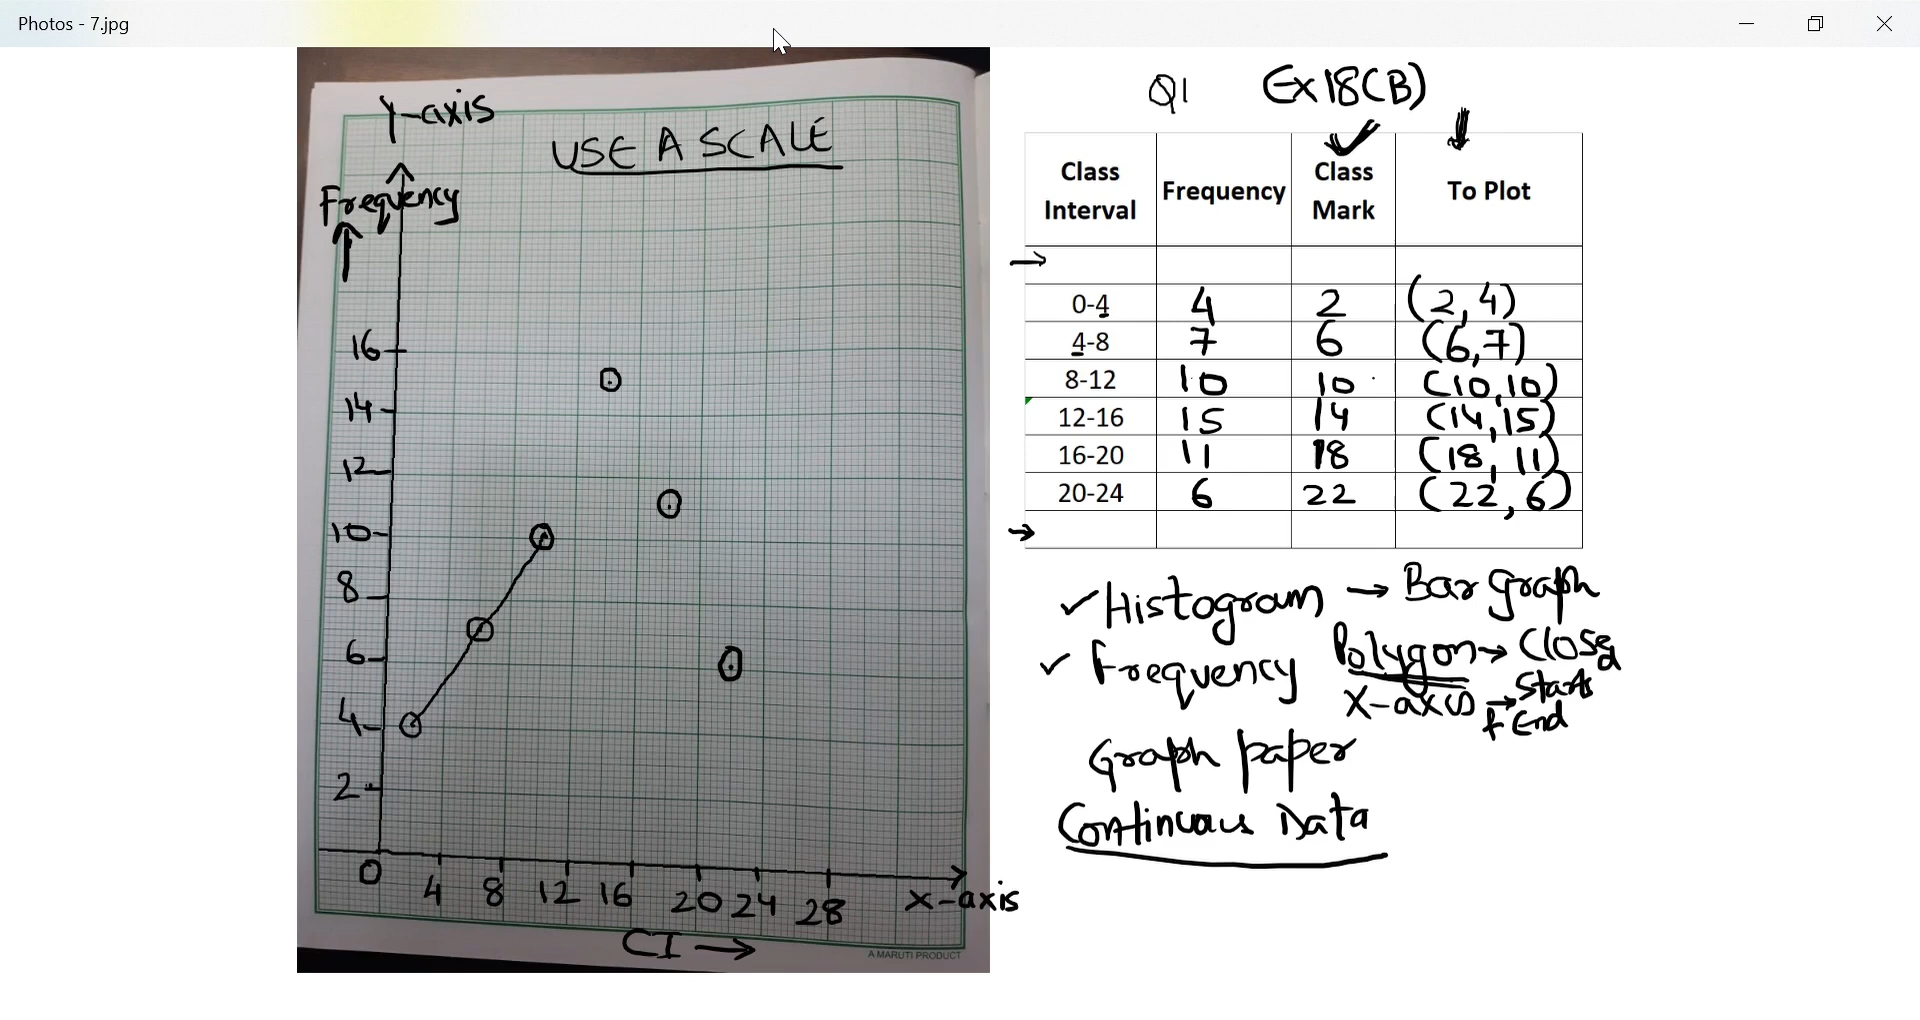 Photos - 7.jpg
Y-axis
USE A SCALE
Frequency
16
14
12
10
8
6
4
2
0 4 8 12 16 20 24 28 X-axis
CI
A MARUTI PRODUCT
Q1 Ex 18(B)
Class Interval Frequency Class Mark To Plot
0-4 4 2 (2, 4)
4-8 7 6 (6,7)
8-12 10 10 (10,10)
12-16 15 14 (14,15)
16-20 11 18 (18, 11)
20-24 6 22 (22, 6)
✓ Histogram → Bar Graph
✓ Frequency Polygon → Closed
X-axis → Starts
& End
Graph paper
Continuous Data